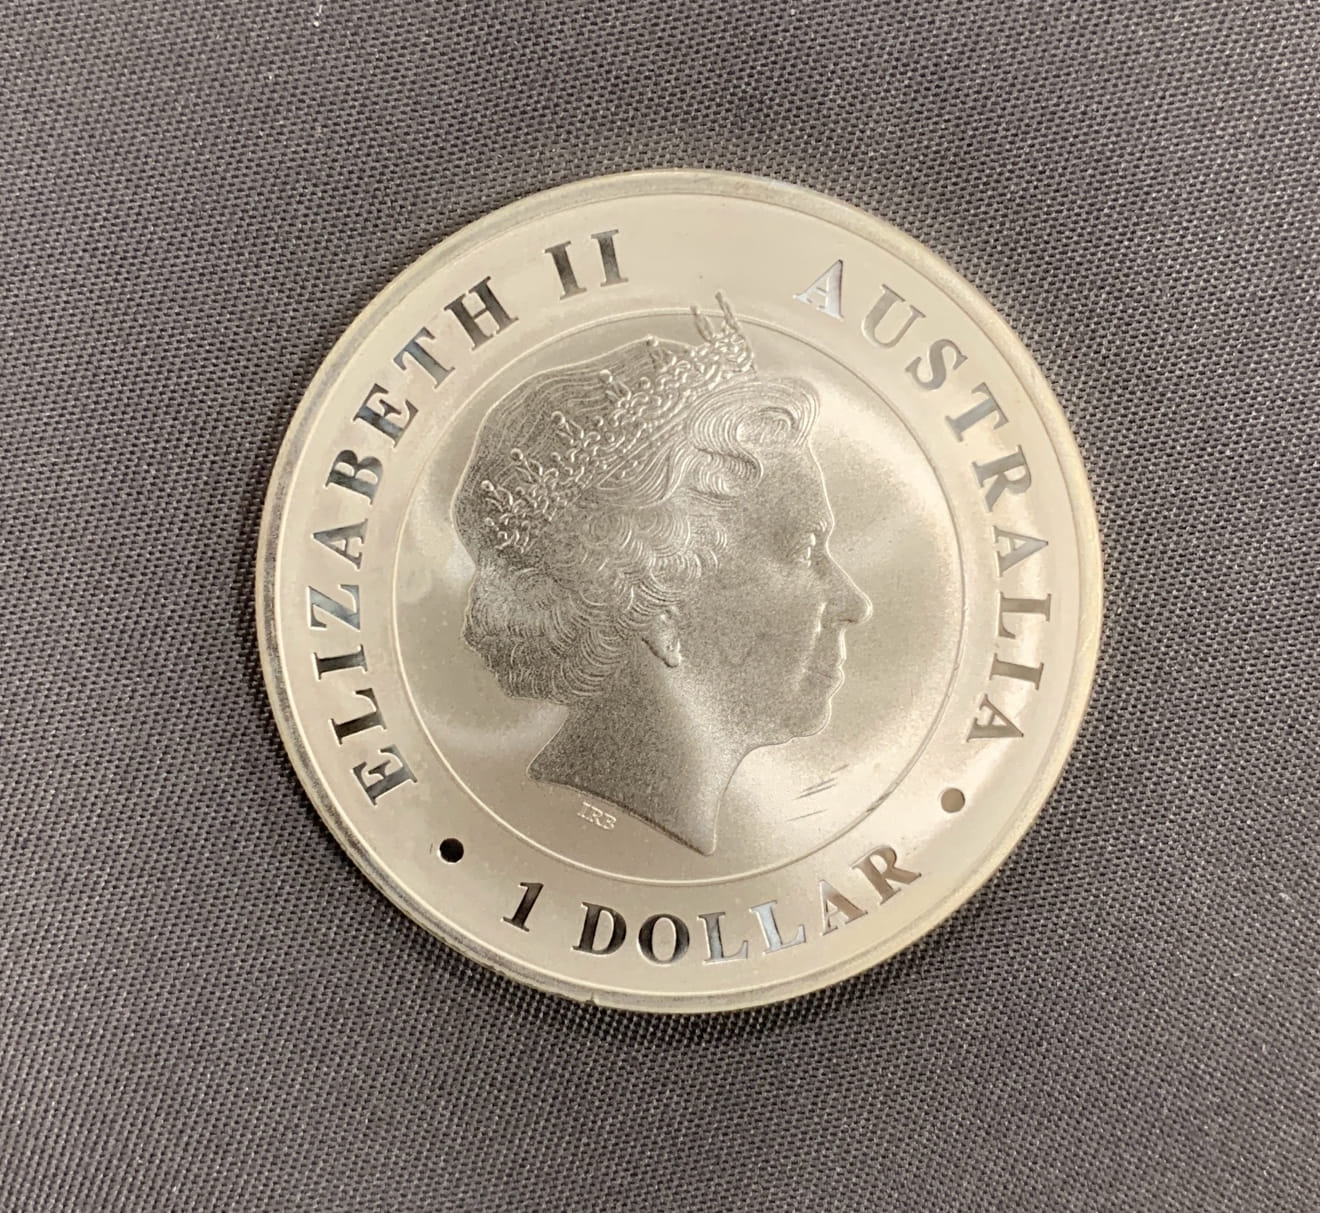 ELIZABETH II
AUSTRALIA
• 1 DOLLAR •
IRB